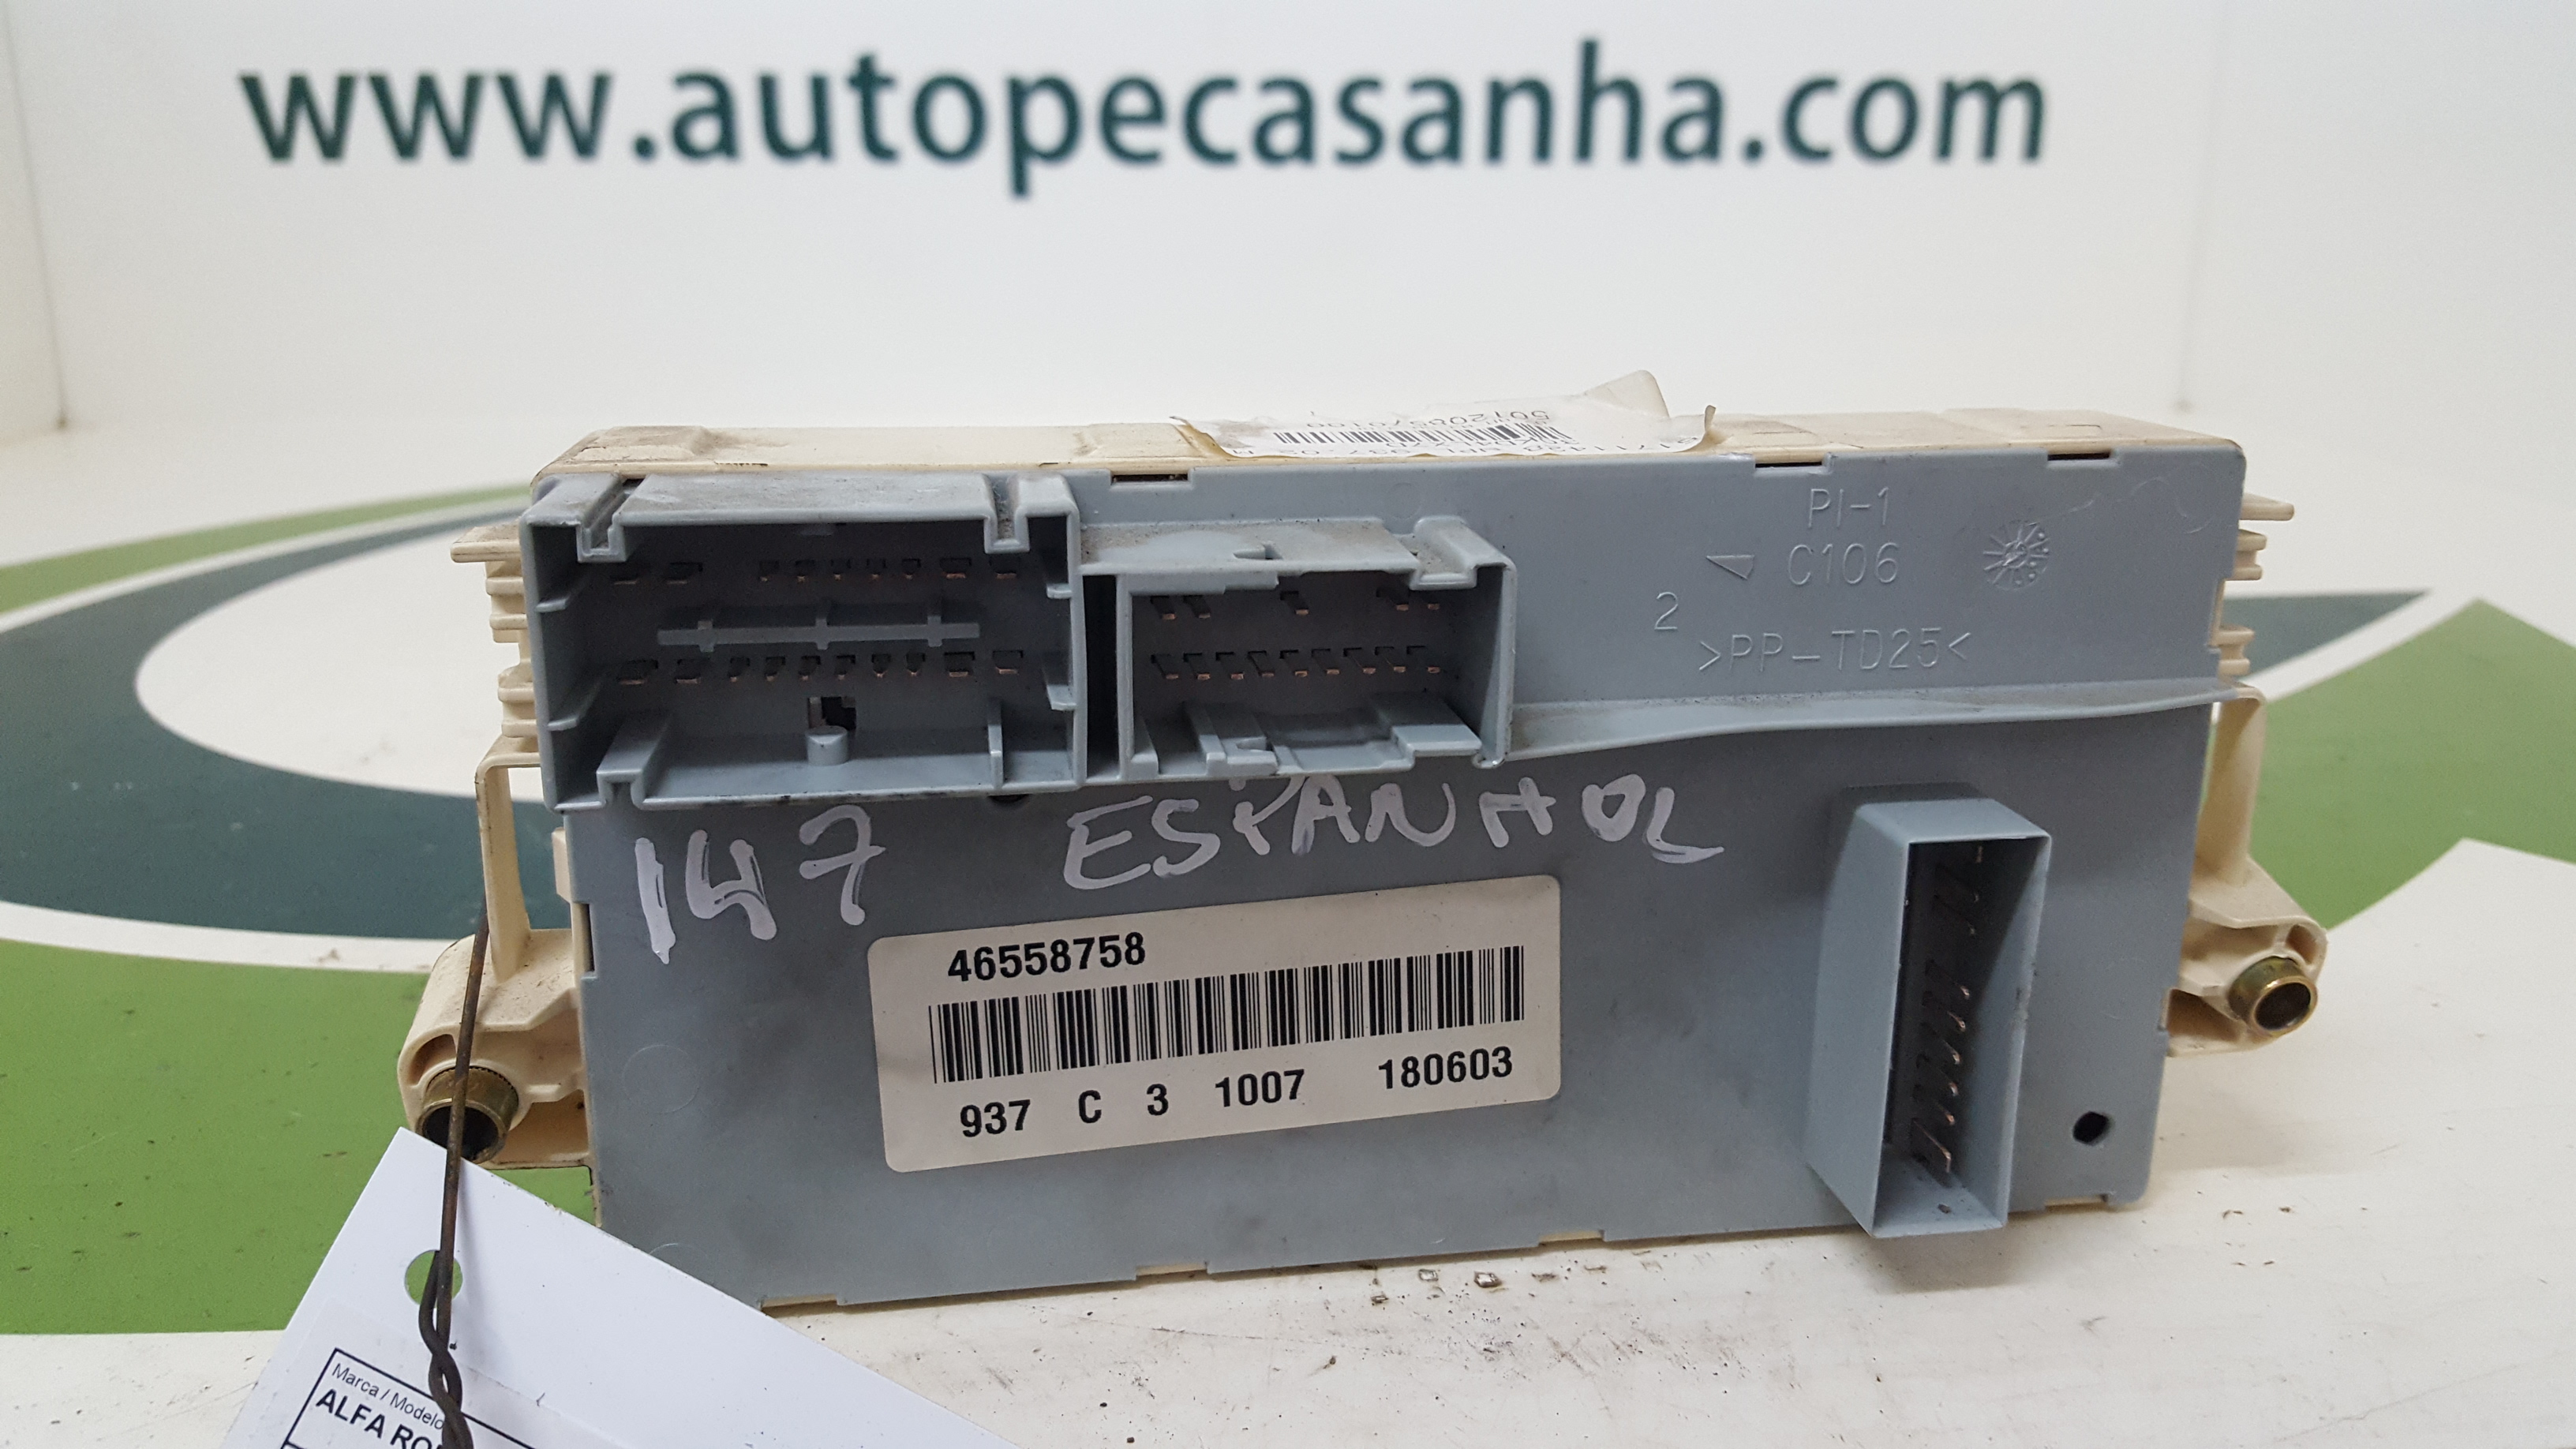 www.autopecasanha.com
PI-1
C106
2
>PP-TD25<
147 ESPANHOL
46558758
937 C 3 1007 180603
Marca / Modelo
ALFA